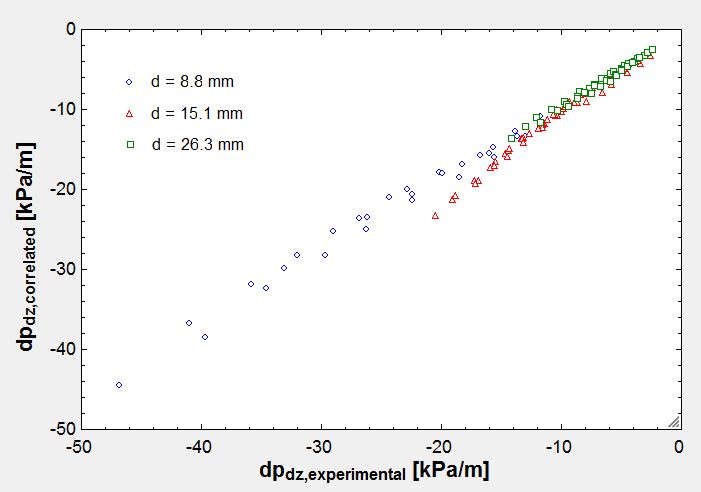 0
-10
-20
-30
-40
-50
-50
-40
-30
-20
-10
0
d = 8.8 mm
d = 15.1 mm
d = 26.3 mm
dpdz,correlated [kPa/m]
dpdz,experimental [kPa/m]